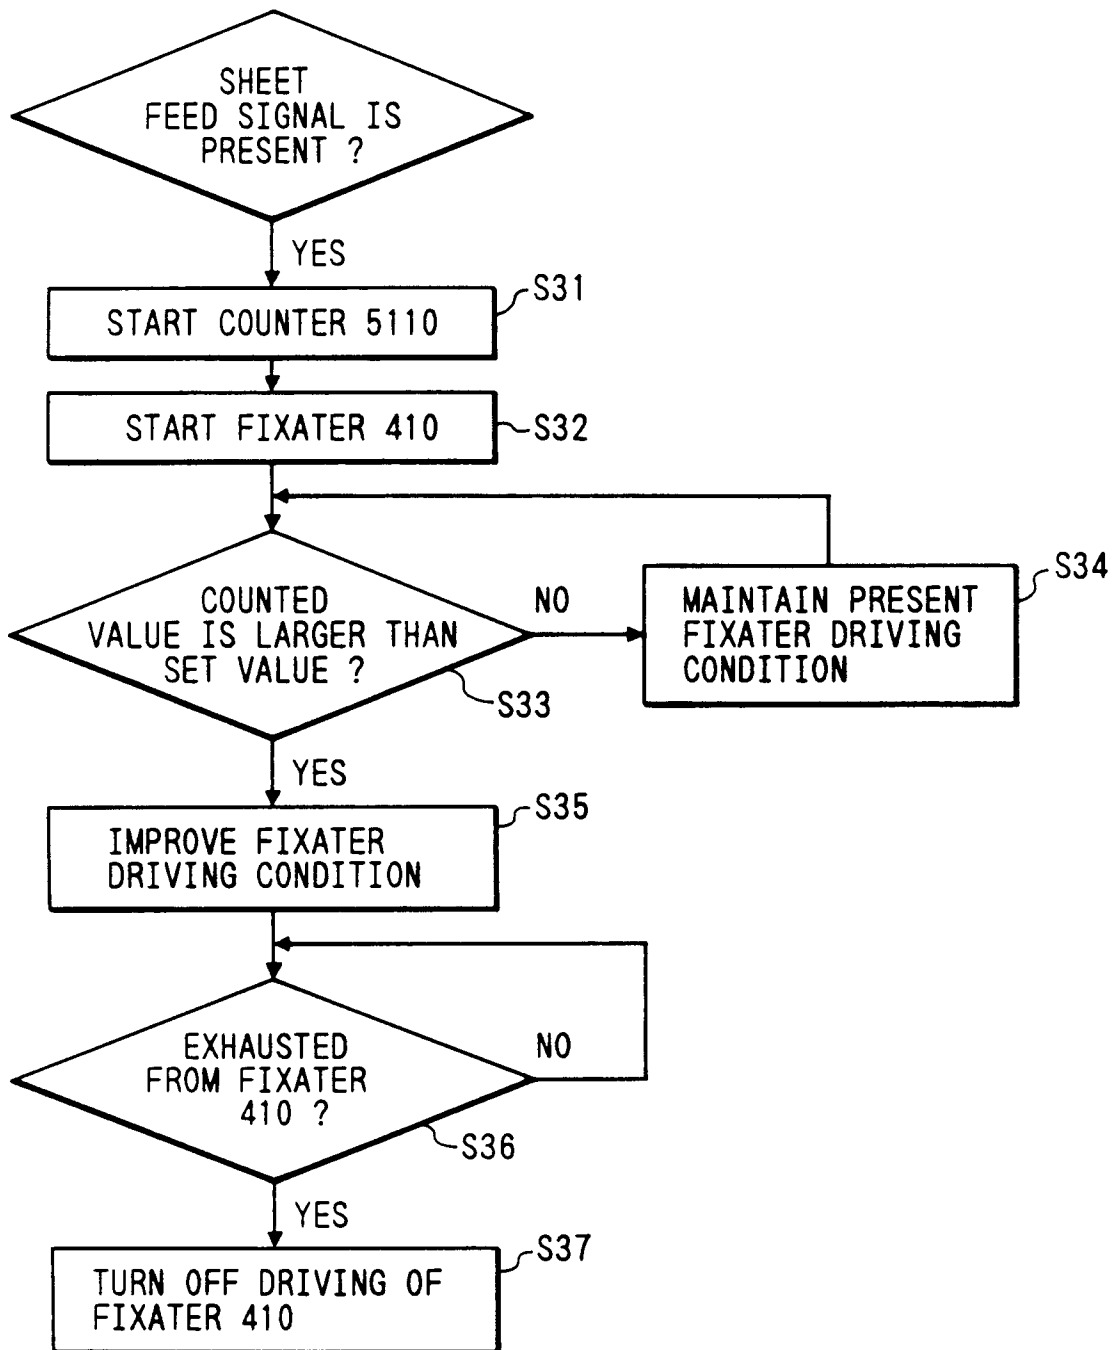 SHEET
FEED SIGNAL IS
PRESENT ?
YES
S31
START COUNTER 5110
START FIXATER 410
S32
COUNTED
VALUE IS LARGER THAN
SET VALUE ?
NO
S33
MAINTAIN PRESENT
FIXATER DRIVING
CONDITION
S34
YES
S35
IMPROVE FIXATER
DRIVING CONDITION
EXHAUSTED
FROM FIXATER
410 ?
NO
S36
YES
S37
TURN OFF DRIVING OF
FIXATER 410